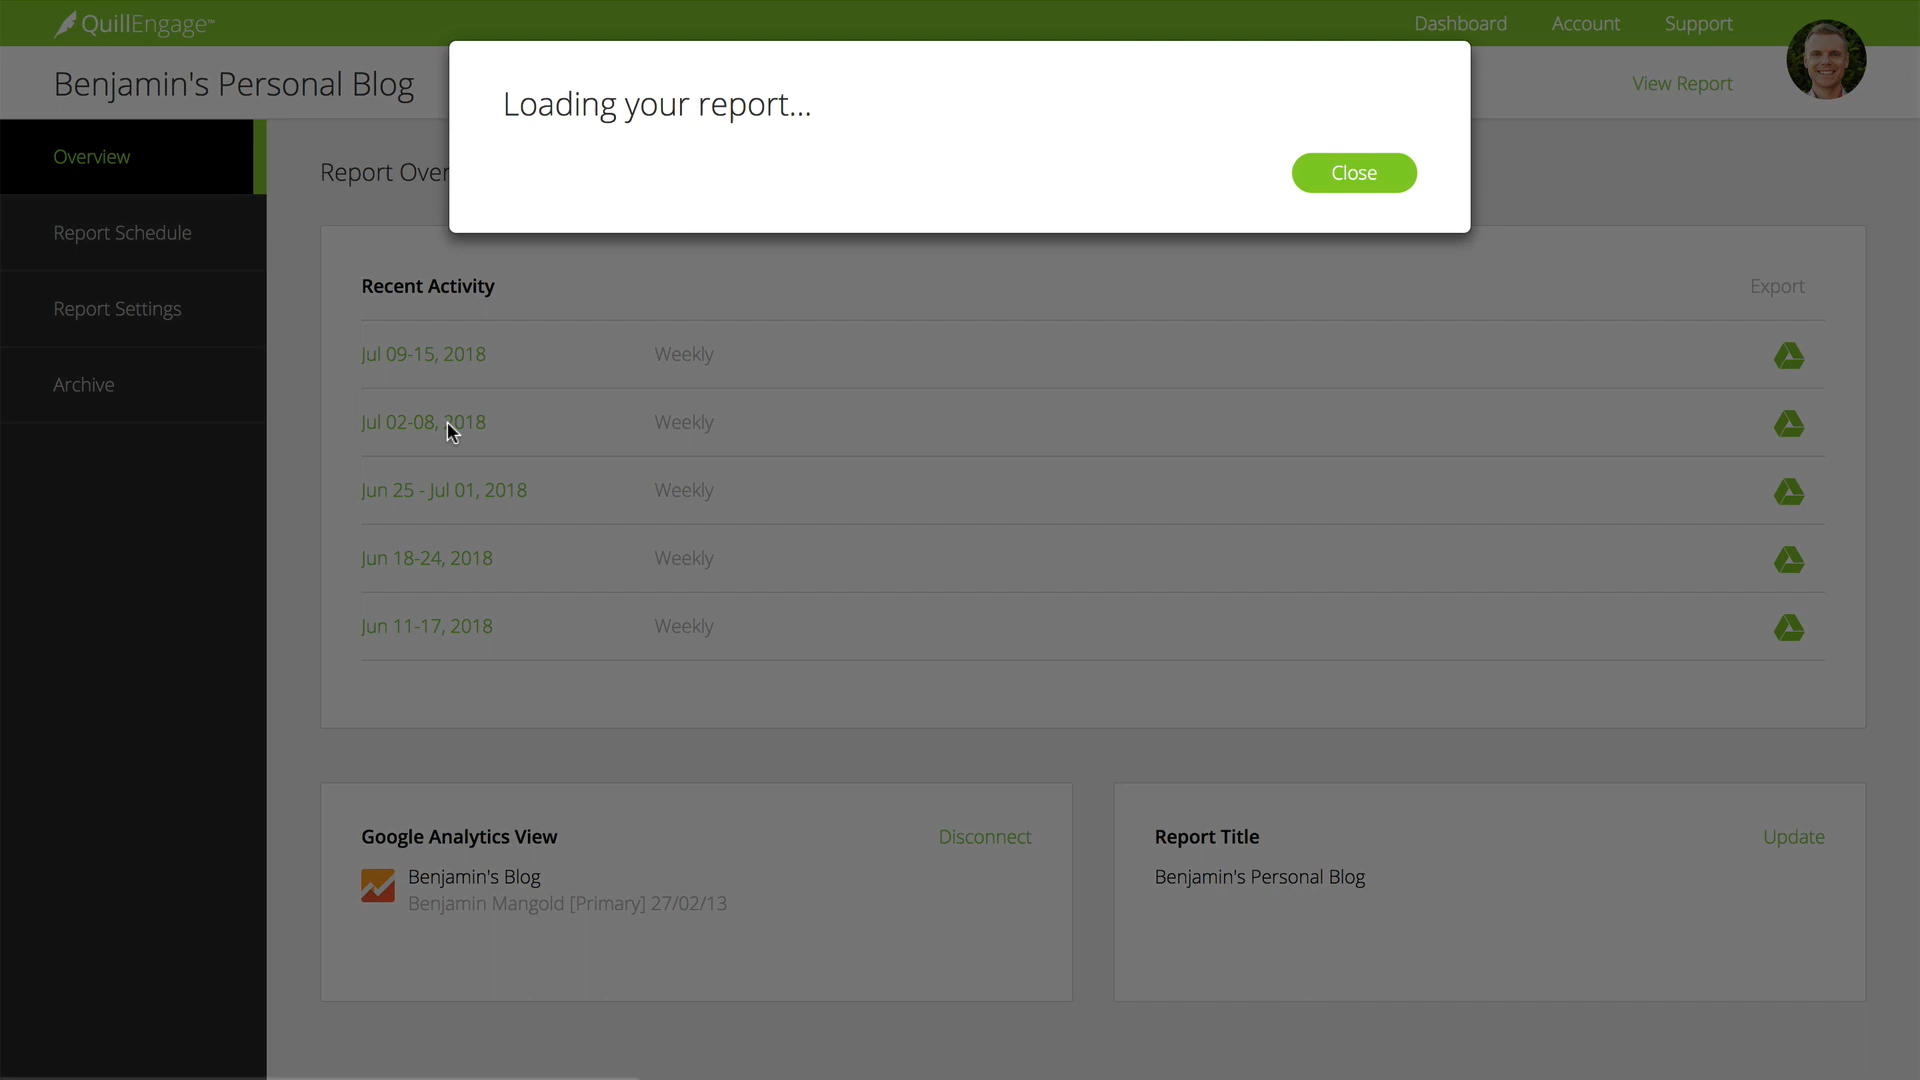 QuillEngage™
Dashboard
Account
Support
Benjamin's Personal Blog
View Report
Loading your report...
Close
Overview
Report Schedule
Report Settings
Archive
Report Over
Recent Activity
Export
Jul 09-15, 2018
Weekly
Jul 02-08, 2018
Weekly
Jun 25 - Jul 01, 2018
Weekly
Jun 18-24, 2018
Weekly
Jun 11-17, 2018
Weekly
Google Analytics View
Disconnect
Benjamin's Blog
Benjamin Mangold [Primary] 27/02/13
Report Title
Update
Benjamin's Personal Blog